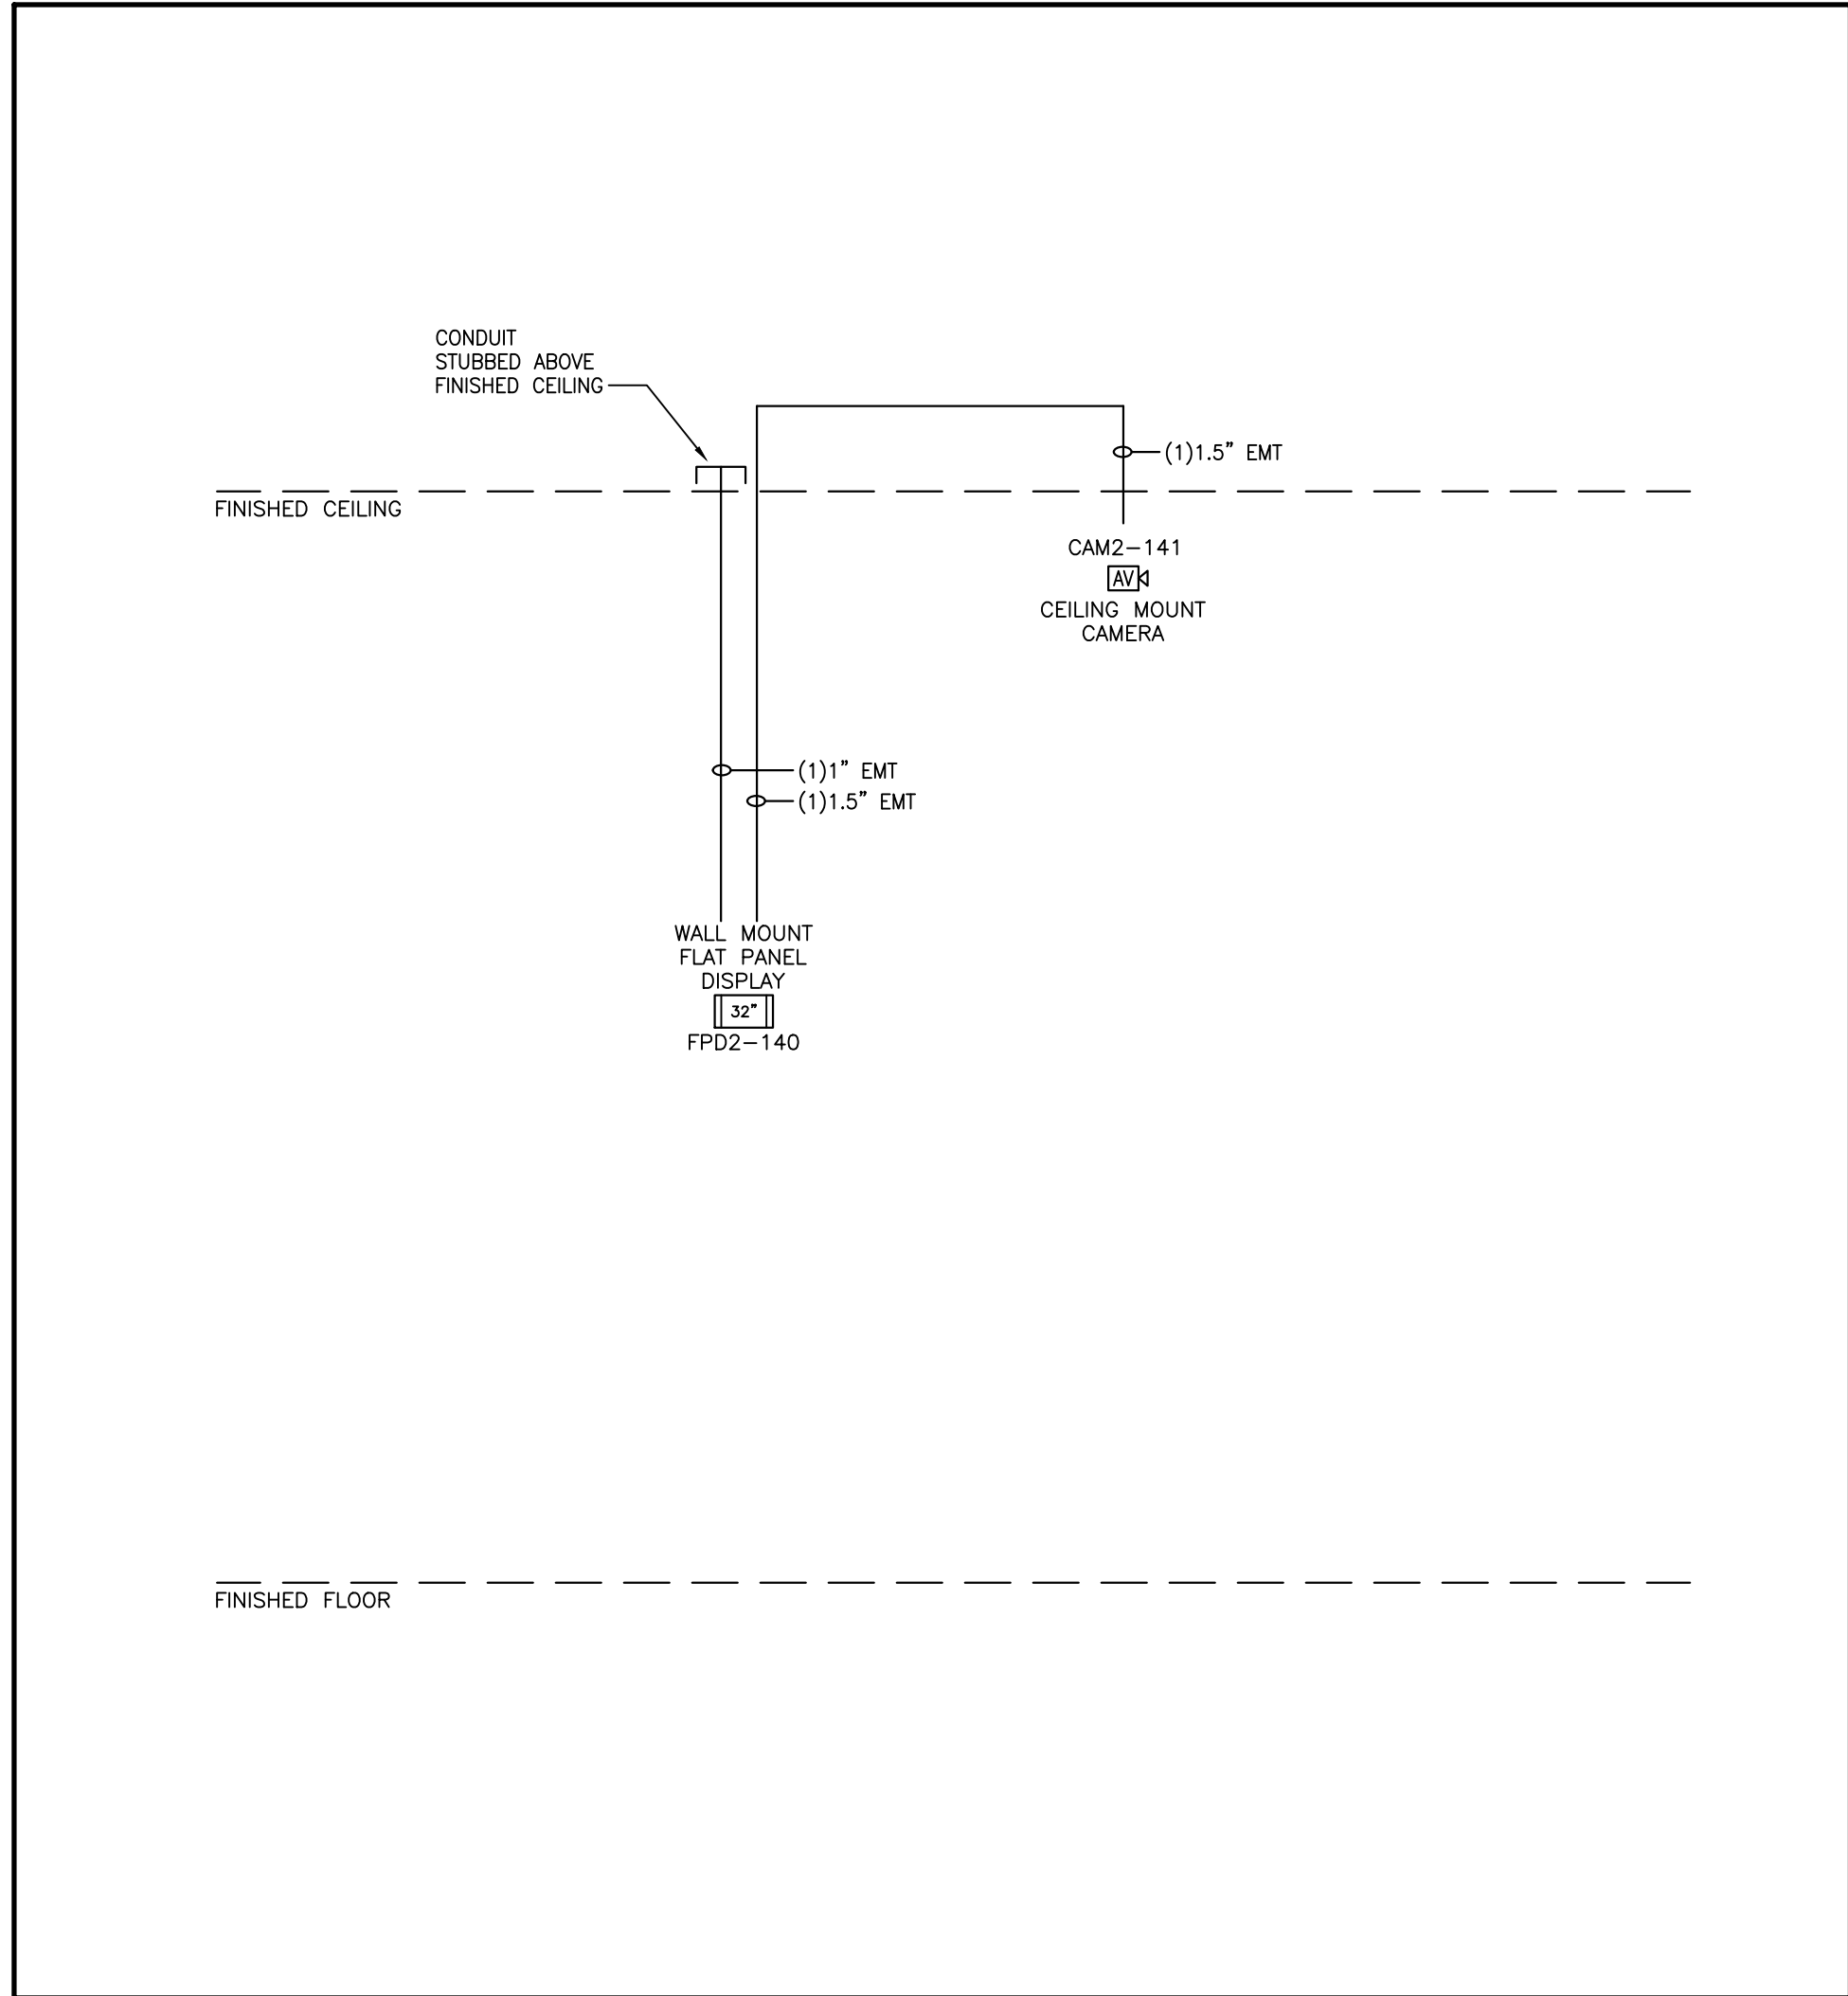 CONDUIT
STUBBED ABOVE
FINISHED CEILING
(1)1.5” EMT
FINISHED CEILING
CAM2-141
AV
CEILING MOUNT
CAMERA
(1)1” EMT
(1)1.5” EMT
WALL MOUNT
FLAT PANEL
DISPLAY
32”
FPD2-140
FINISHED FLOOR